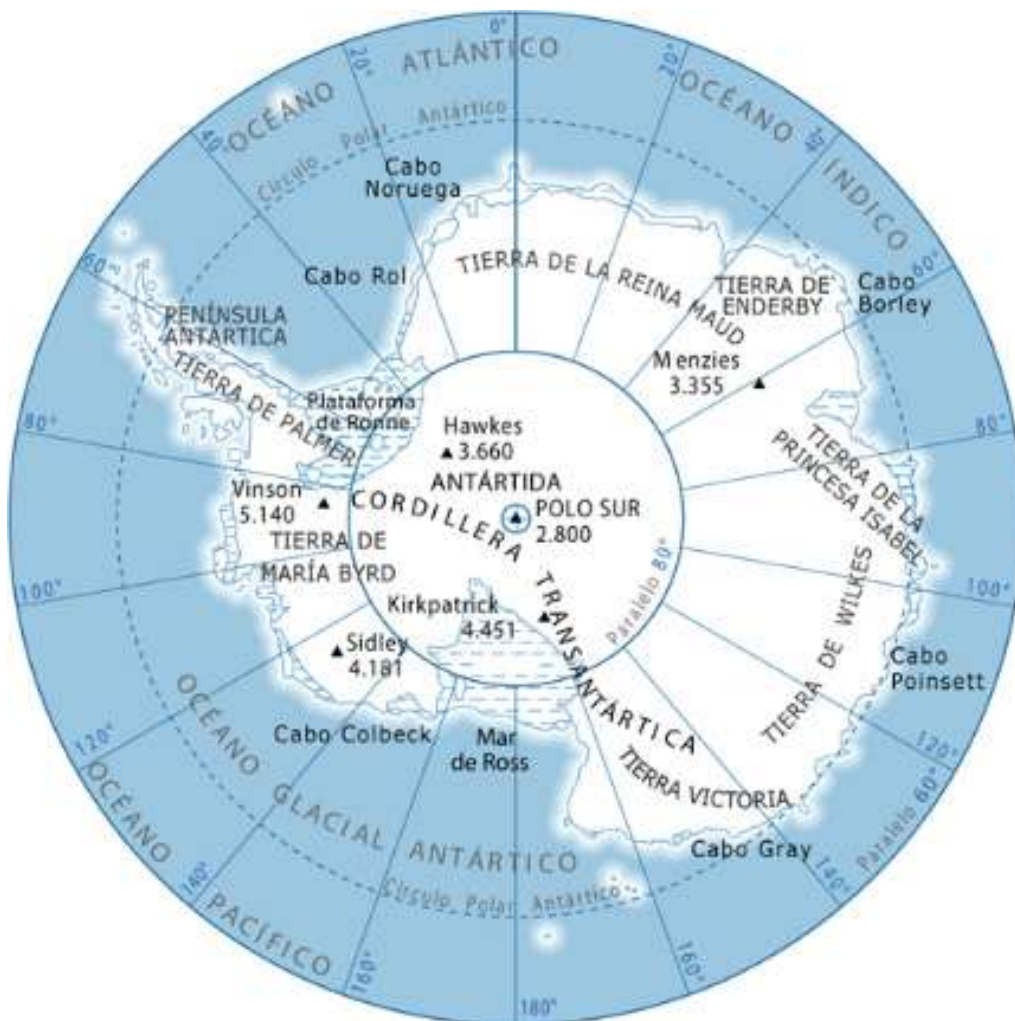 OCÉANO ATLÁNTICO
OCÉANO ÍNDICO
0°
20°
20°
40°
40°
Círculo Polar Antártico
Cabo
Noruega
Cabo Rol
60°
60°
TIERRA DE LA REINA MAUD
TIERRA DE
ENDERBY
Cabo
Borley
PENÍNSULA
ANTÁRTICA
TIERRA DE PALMER
Menzies
3.355
Plataforma
de Ronne
80°
80°
Hawkes
3.660
ANTÁRTIDA
TIERRA DE LA
PRINCESA ISABEL
Vinson
5.140
CORDILLERA TRANSANTÁRTICA
POLO SUR
2.800
TIERRA DE
MARÍA BYRD
Paralelo 80°
100°
100°
TIERRA DE WILKES
Kirkpatrick
4.451
Sidley
4.181
Cabo
Poinsett
Cabo Colbeck
Mar
de Ross
120°
120°
TIERRA VICTORIA
OCÉANO GLACIAL ANTÁRTICO
Cabo Gray
Paralelo 60°
140°
140°
Círculo Polar Antártico
OCÉANO PACÍFICO
160°
160°
180°